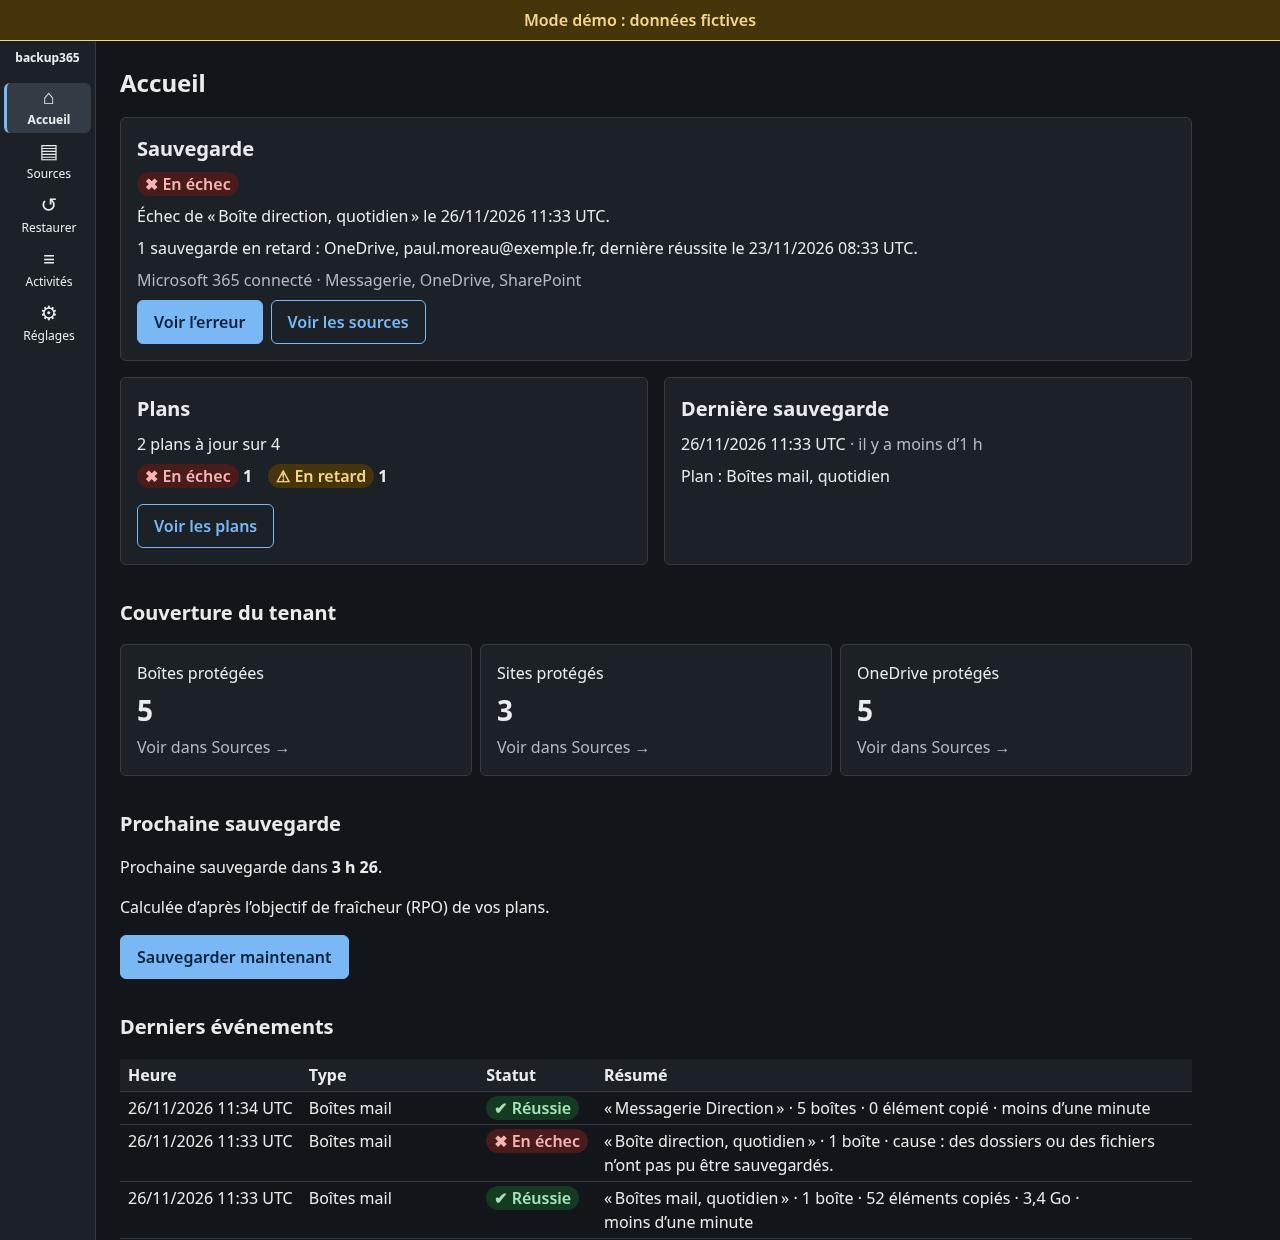 Mode démo : données fictives
backup365
Accueil
Sources
Restaurer
Activités
Réglages
Accueil
Sauvegarde
✖ En échec
Échec de « Boîte direction, quotidien » le 26/11/2026 11:33 UTC.
1 sauvegarde en retard : OneDrive, paul.moreau@exemple.fr, dernière réussite le 23/11/2026 08:33 UTC.
Microsoft 365 connecté · Messagerie, OneDrive, SharePoint
Voir l’erreur
Voir les sources
Plans
2 plans à jour sur 4
✖ En échec 1 ⚠ En retard 1
Voir les plans
Dernière sauvegarde
26/11/2026 11:33 UTC · il y a moins d’1 h
Plan : Boîtes mail, quotidien
Couverture du tenant
Boîtes protégées
5
Voir dans Sources →
Sites protégés
3
Voir dans Sources →
OneDrive protégés
5
Voir dans Sources →
Prochaine sauvegarde
Prochaine sauvegarde dans 3 h 26.
Calculée d’après l’objectif de fraîcheur (RPO) de vos plans.
Sauvegarder maintenant
Derniers événements
Heure Type Statut Résumé
26/11/2026 11:34 UTC Boîtes mail ✔ Réussie « Messagerie Direction » · 5 boîtes · 0 élément copié · moins d’une minute
26/11/2026 11:33 UTC Boîtes mail ✖ En échec « Boîte direction, quotidien » · 1 boîte · cause : des dossiers ou des fichiers
n’ont pas pu être sauvegardés.
26/11/2026 11:33 UTC Boîtes mail ✔ Réussie « Boîtes mail, quotidien » · 1 boîte · 52 éléments copiés · 3,4 Go ·
moins d’une minute